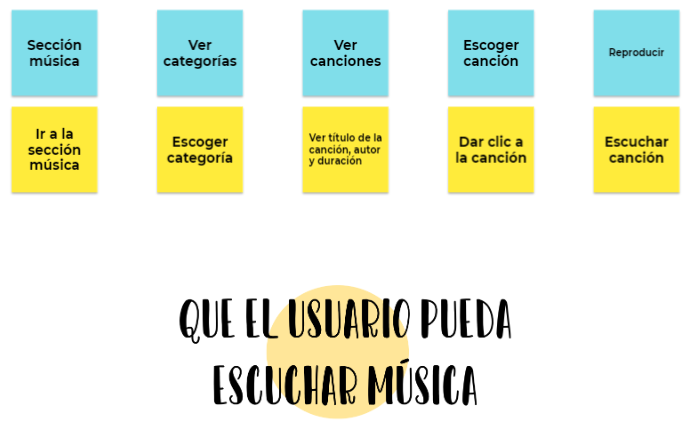 Sección
música
Ver
categorías
Ver
canciones
Escoger
canción
Reproducir
Ir a la
sección
música
Escoger
categoría
Ver título de la
canción, autor
y duración
Dar clic a
la canción
Escuchar
canción
QUE EL USUARIO PUEDA
ESCUCHAR MÚSICA